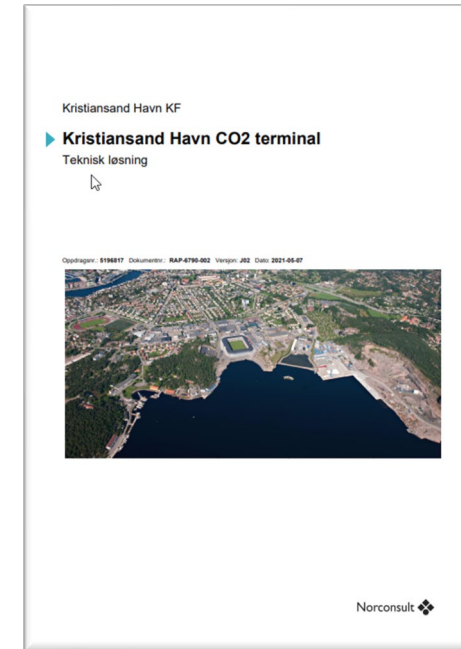 Kristiansand Havn KF
Kristiansand Havn CO2 terminal
Teknisk løsning
Oppdragsnr.: 5196817 Dokumentnr.: RAP-6790-002 Versjon: J02 Dato: 2021-05-07
Norconsult